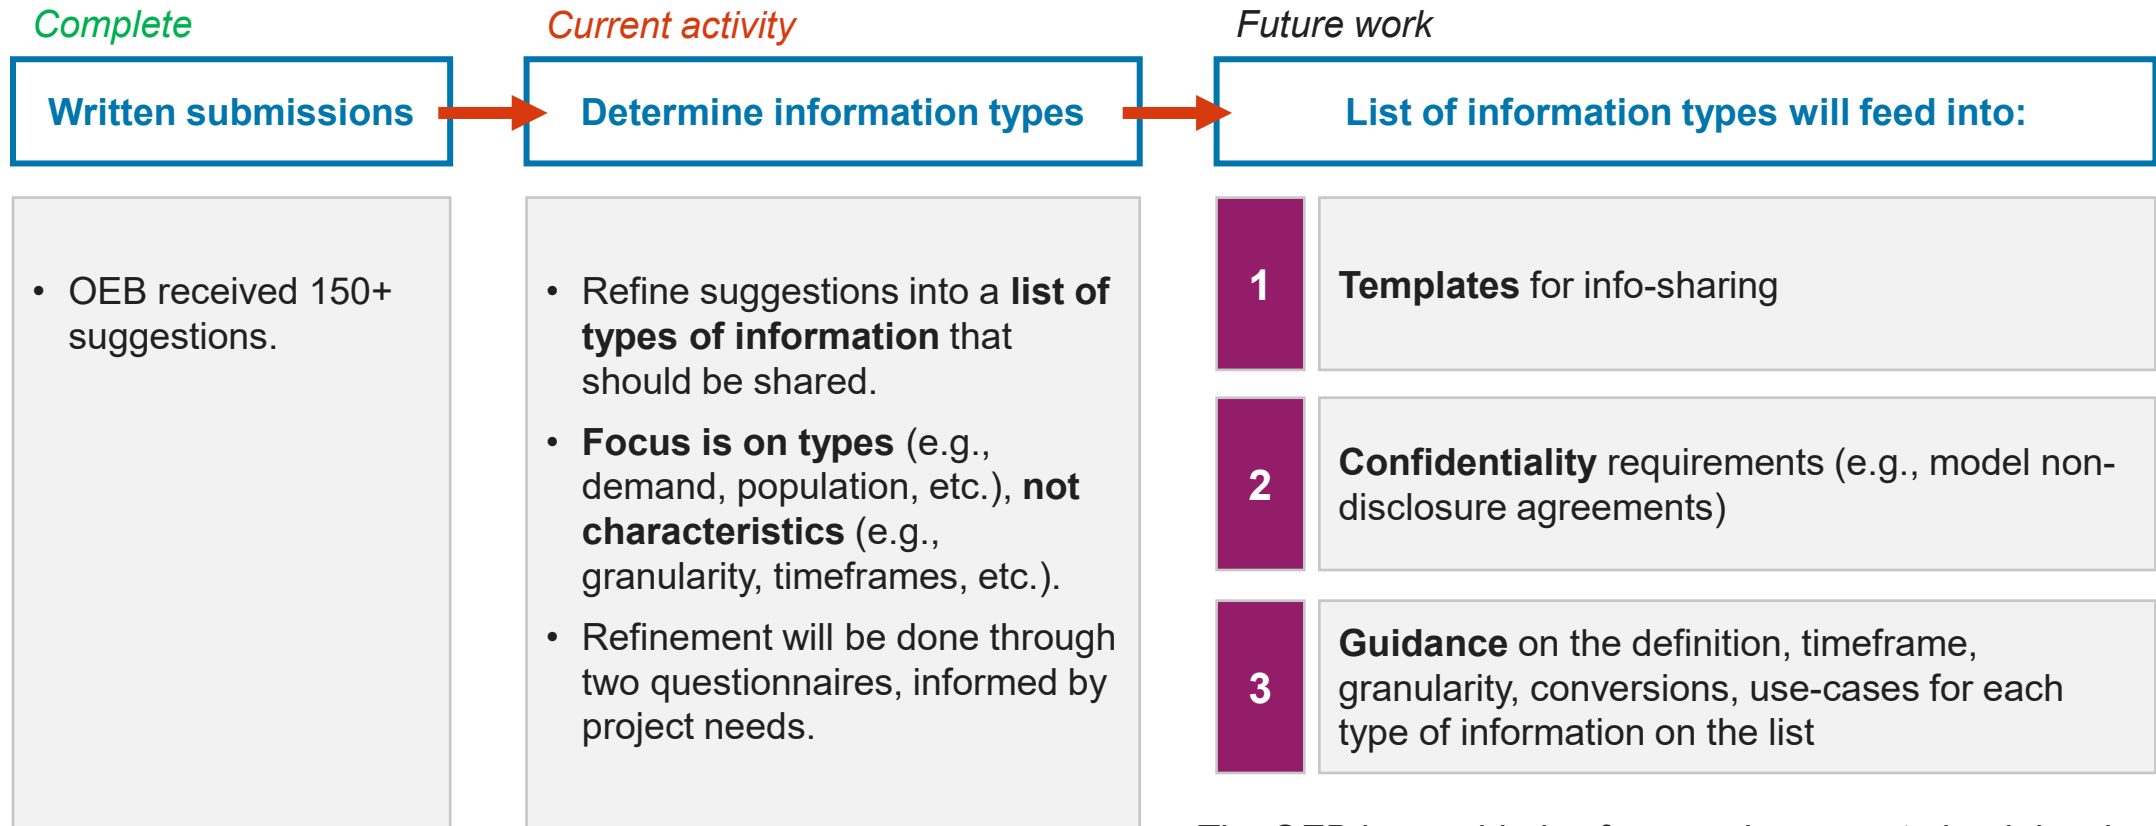 Complete
Written submissions
• OEB received 150+
suggestions.
Current activity
Determine information types
• Refine suggestions into a list of
types of information that
should be shared.
• Focus is on types (e.g.,
demand, population, etc.), not
characteristics (e.g.,
granularity, timeframes, etc.).
• Refinement will be done through
two questionnaires, informed by
project needs.
Future work
List of information types will feed into:
1
Templates for info-sharing
2
Confidentiality requirements (e.g., model non-
disclosure agreements)
3
Guidance on the definition, timeframe,
granularity, conversions, use-cases for each
type of information on the list